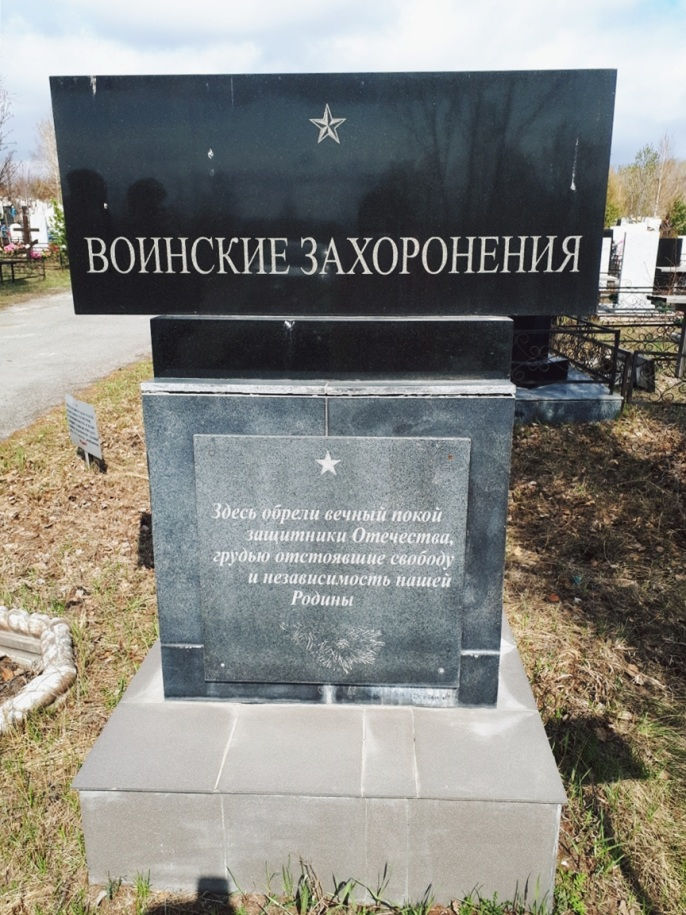 ВОИНСКИЕ ЗАХОРОНЕНИЯ
Здесь обрели вечный покой
защитники Отечества,
грудью отстоявшие свободу
и независимость нашей
Родины